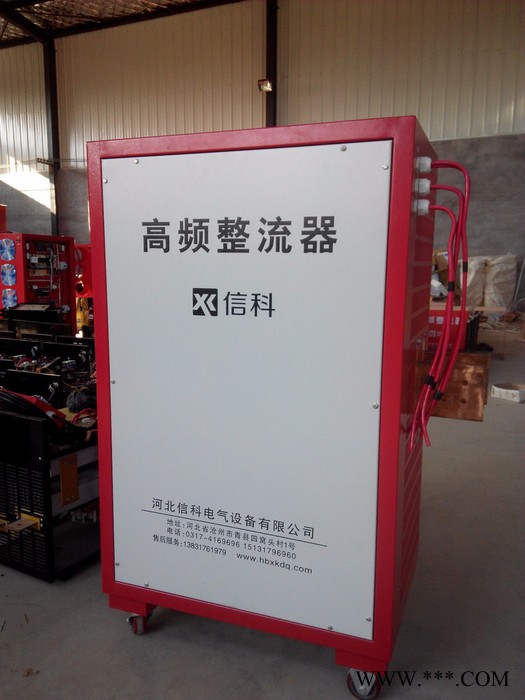 高频整流器
XK信科
河北信科电气设备有限公司
地址:河北省沧州市青县四窝头村1号
电话:0317-4169696 15131796960
售后服务:13831761979 www.hbxkdq.com
WWW.***.COM